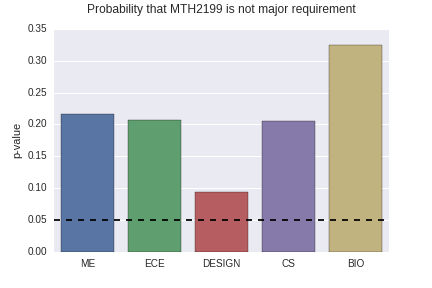 Probability that MTH2199 is not major requirement
0.35
0.30
0.25
0.20
0.15
0.10
0.05
0.00
p-value
ME ECE DESIGN CS BIO